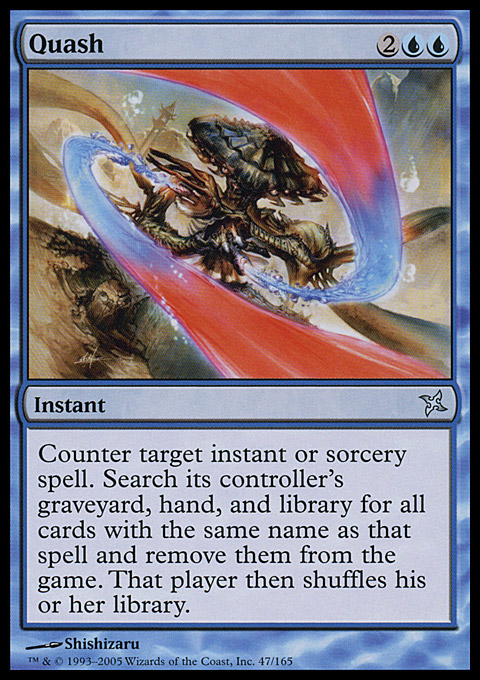 Quash 2
Instant
Counter target instant or sorcery
spell. Search its controller's
graveyard, hand, and library for all
cards with the same name as that
spell and remove them from the
game. That player then shuffles his
or her library.
Shishizaru
™ & © 1993–2005 Wizards of the Coast, Inc. 47/165